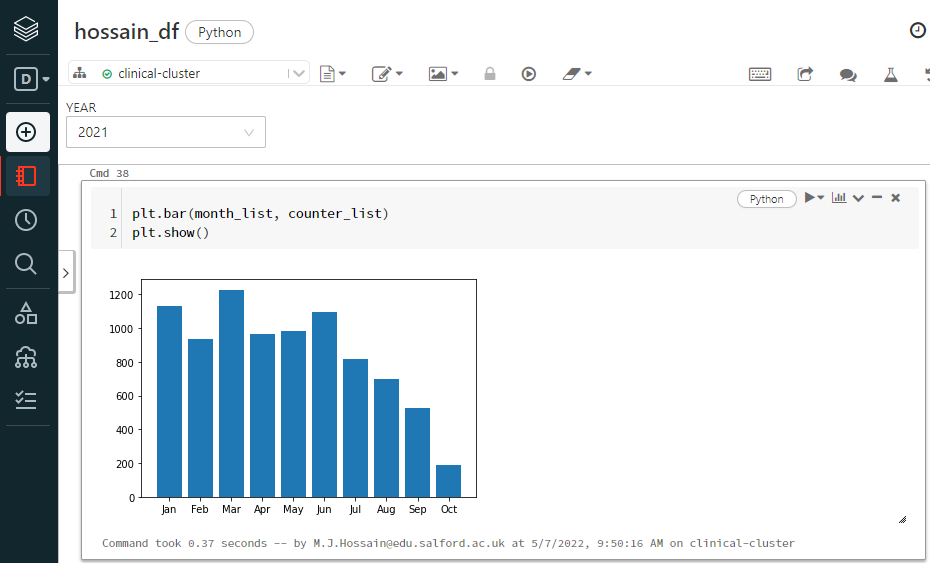 hossain_df Python
D
clinical-cluster
YEAR
2021
Cmd 38
Python
1 plt.bar(month_list, counter_list)
2 plt.show()
1200
1000
800
600
400
200
0
Jan Feb Mar Apr May Jun Jul Aug Sep Oct
Command took 0.37 seconds -- by M.J.Hossain@edu.salford.ac.uk at 5/7/2022, 9:50:16 AM on clinical-cluster